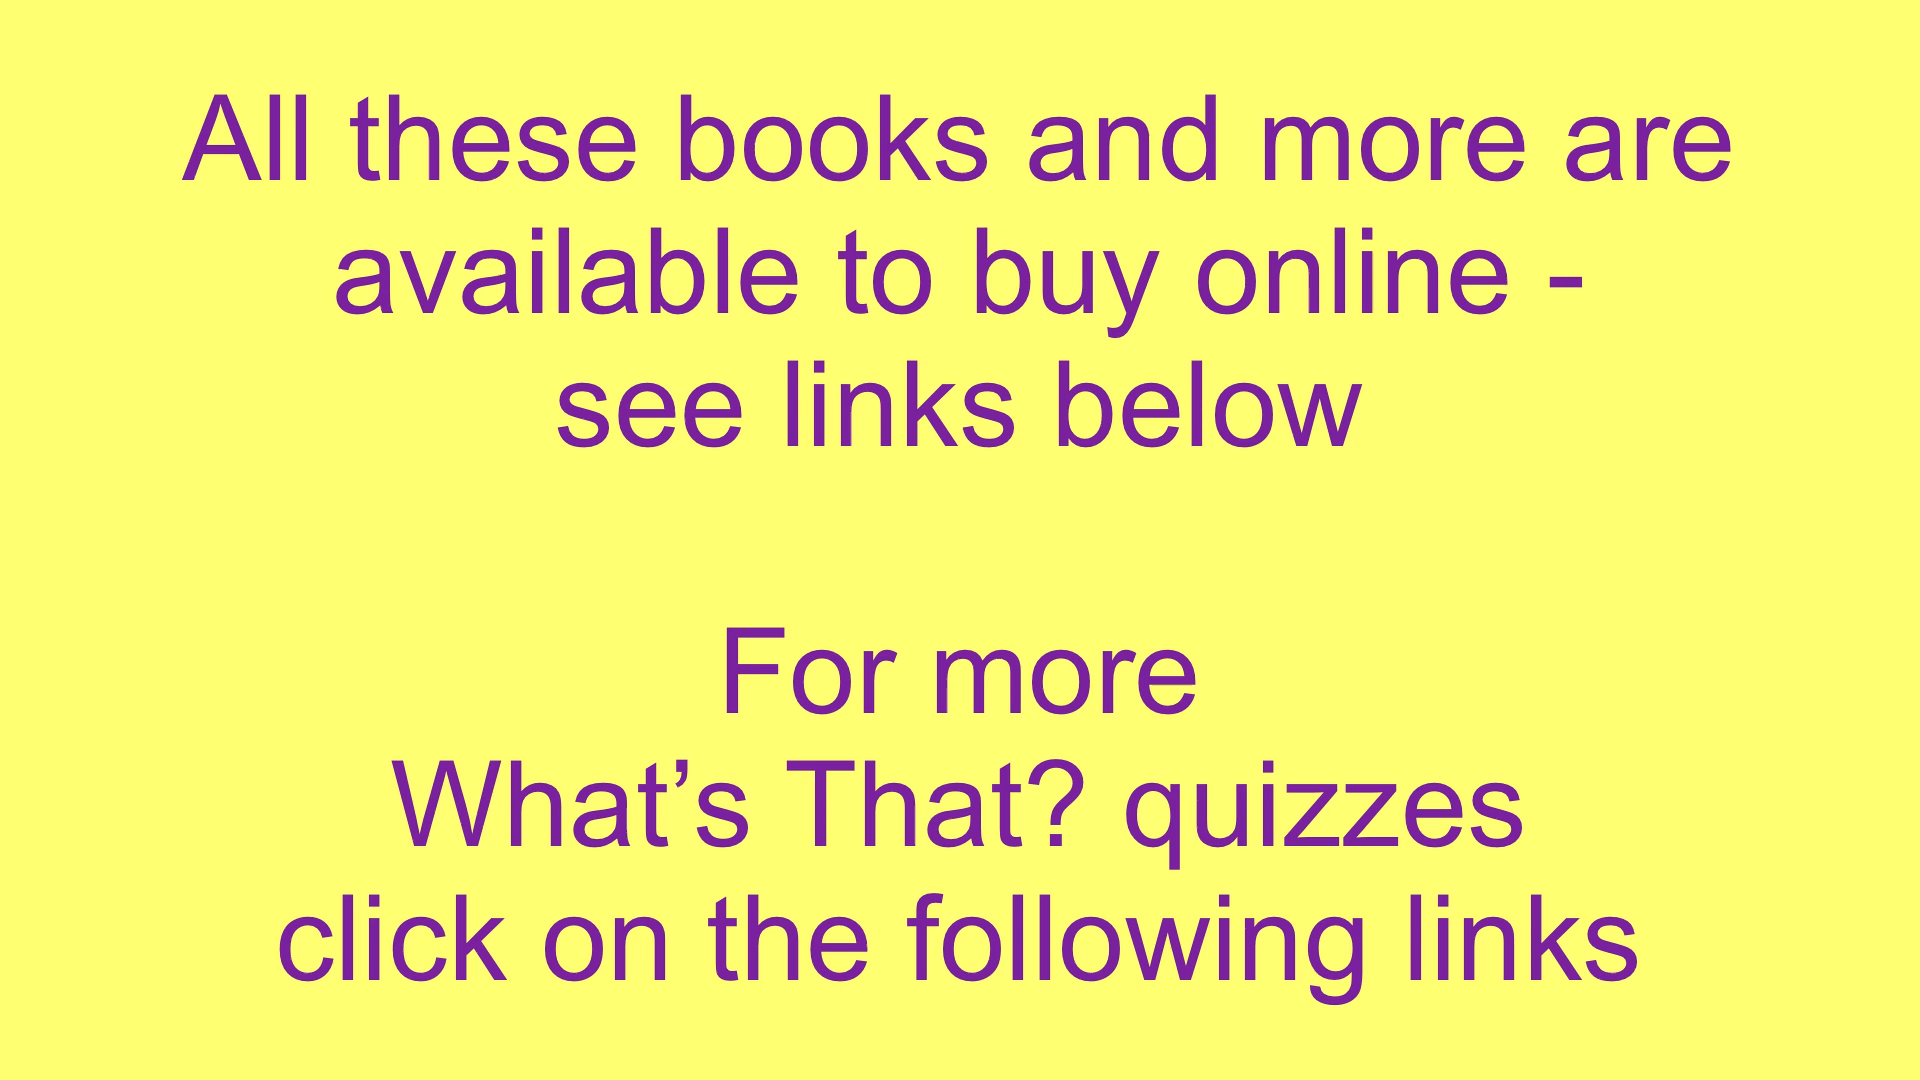 All these books and more are
available to buy online -
see links below
For more
What’s That? quizzes
click on the following links